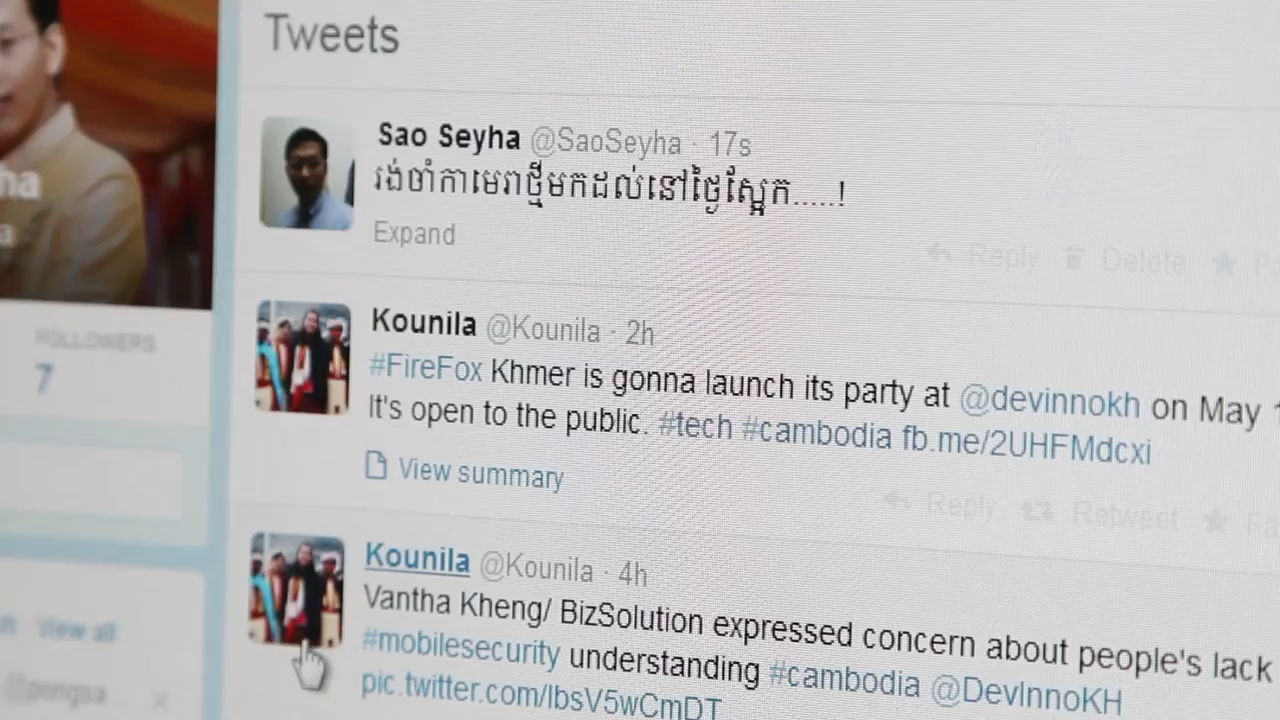 Tweets
Sao Seyha @SaoSeyha · 17s
រង់ចាំកាមេរាថ្មីមកដល់នៅថ្ងៃស្អែក.....!
Expand
Reply Delete
Kounila @Kounila · 2h
#FireFox Khmer is gonna launch its party at @devinnokh on May
It's open to the public. #tech #cambodia fb.me/2UHFMdcxi
View summary
Reply Retweet
Kounila @Kounila · 4h
Vantha Kheng/ BizSolution expressed concern about people's lack
#mobilesecurity understanding #cambodia @DevInnoKH
pic.twitter.com/lbsV5wCmDT
FOLLOWERS
7
View all